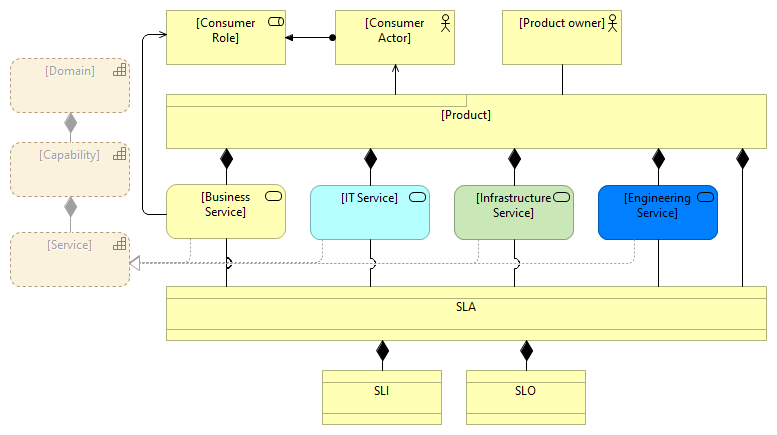 [Consumer
Role]
[Consumer
Actor]
[Product owner]
[Domain]
[Product]
[Capability]
[Business
Service]
[IT Service]
[Infrastructure
Service]
[Engineering
Service]
[Service]
SLA
SLI
SLO